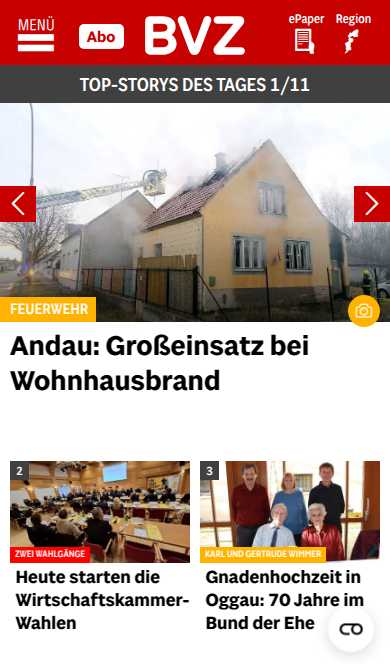 MENÜ
Abo
BVZ
ePaper
Region
TOP-STORYS DES TAGES 1/11
FEUERWEHR
Andau: Großeinsatz bei
Wohnhausbrand
2
ZWEI WAHLGÄNGE
Heute starten die
Wirtschaftskammer-
Wahlen
3
KARL UND GERTRUDE WIMMER
Gnadenhochzeit in
Oggau: 70 Jahre im
Bund der Ehe